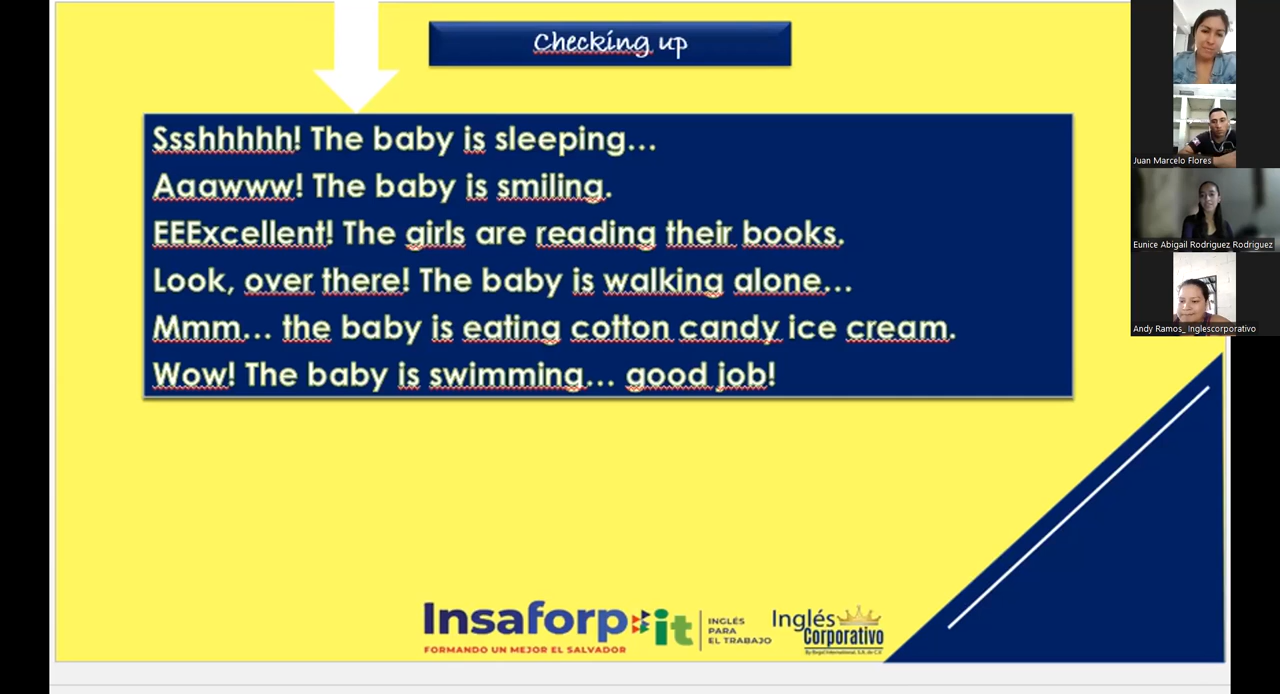 Checking up
Ssshhhhh! The baby is sleeping...
Aaawww! The baby is smiling.
EEExcellent! The girls are reading their books.
Look, over there! The baby is walking alone...
Mmm... the baby is eating cotton candy ice cream.
Wow! The baby is swimming... good job!
Juan Marcelo Flores
Eunice Abigail Rodriguez Rodriguez
Andy Ramos_ Inglescorporativo
Insaforp
FORMANDO UN MEJOR EL SALVADOR
it
INGLÉS
PARA
EL TRABAJO
Inglés
Corporativo